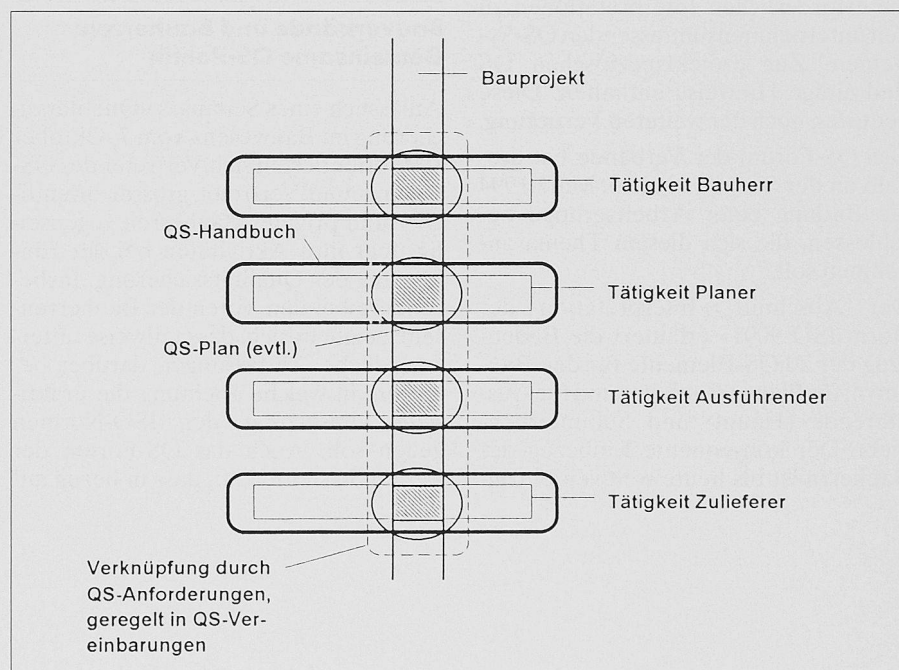 Bauprojekt
Tätigkeit Bauherr
QS-Handbuch
Tätigkeit Planer
QS-Plan (evtl.)
Tätigkeit Ausführender
Tätigkeit Zulieferer
Verknüpfung durch
QS-Anforderungen,
geregelt in QS-Ver-
einbarungen